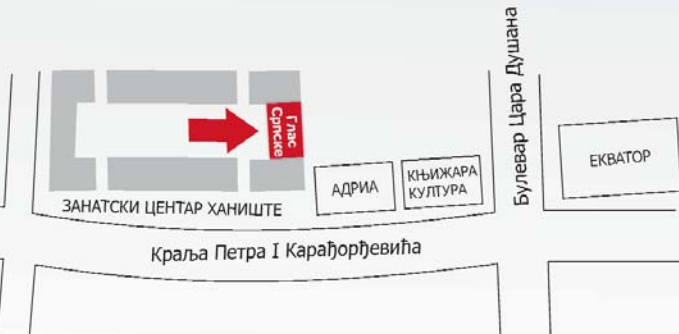 Булевар Цара Душана
Глас
Српске
ЕКВАТОР
АДРИА
КЊИЖАРА
КУЛТУРА
ЗАНАТСКИ ЦЕНТАР ХАНИШТЕ
Краља Петра I Карађорђевића